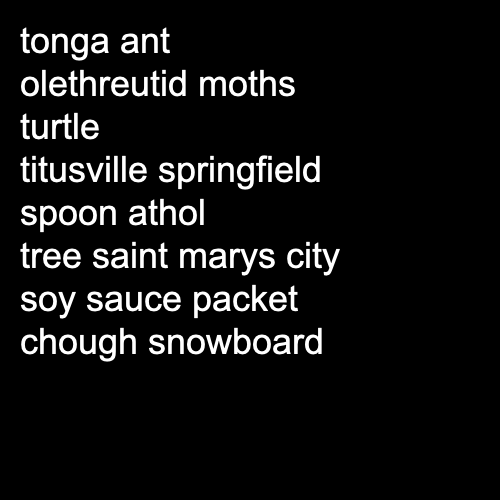 tonga ant
olethreutid moths
turtle
titusville springfield
spoon athol
tree saint marys city
soy sauce packet
chough snowboard